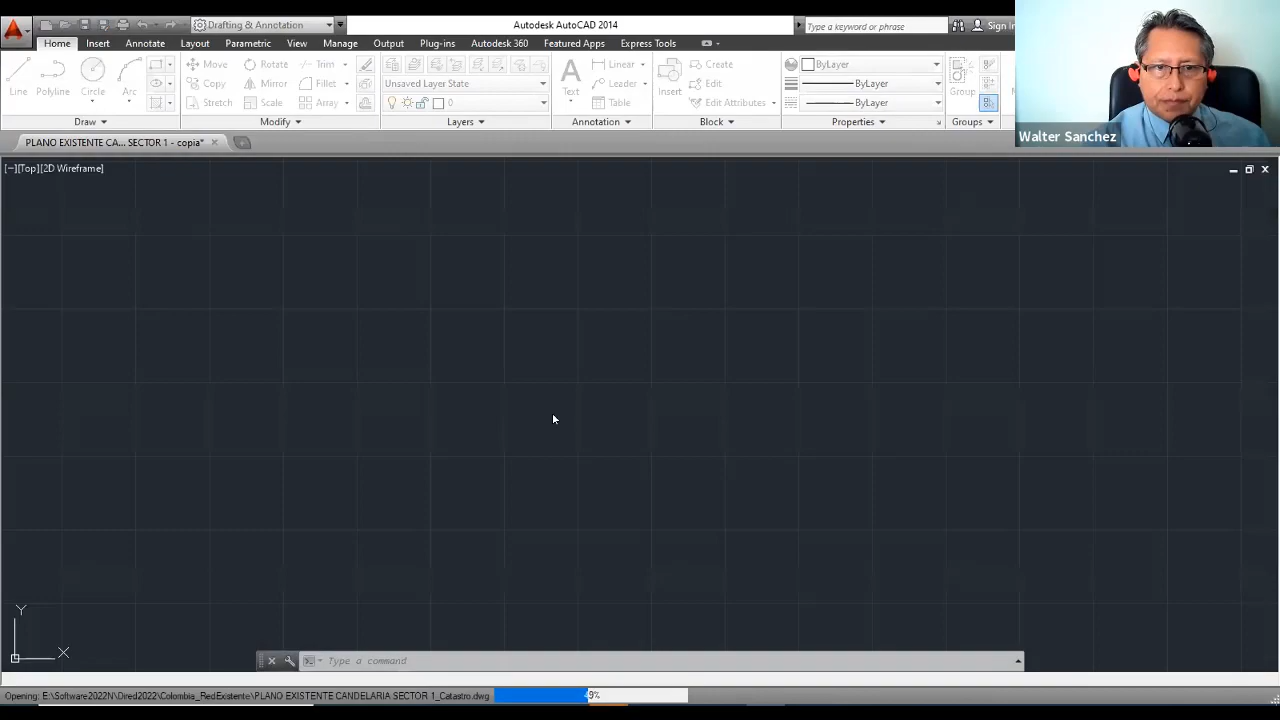 Drafting & Annotation
Autodesk AutoCAD 2014
Type a keyword or phrase
Sign In
Home Insert Annotate Layout Parametric View Manage Output Plug-ins Autodesk 360 Featured Apps Express Tools
Line Polyline Circle Arc
Move Rotate Trim
Copy Mirror Fillet
Stretch Scale Array
Draw Modify
Unsaved Layer State
0
Layers
Text
Linear
Leader
Table
Annotation
Insert
Create
Edit
Edit Attributes
Block
ByLayer
ByLayer
ByLayer
Properties
Group
Groups
Walter Sanchez
PLANO EXISTENTE CA... SECTOR 1 - copia*
[−][Top][2D Wireframe]
Y
X
Type a command
Opening: E:\Software2022N\Dired2022\Colombia_RedExistente\PLANO EXISTENTE CANDELARIA SECTOR 1_Catastro.dwg
49%